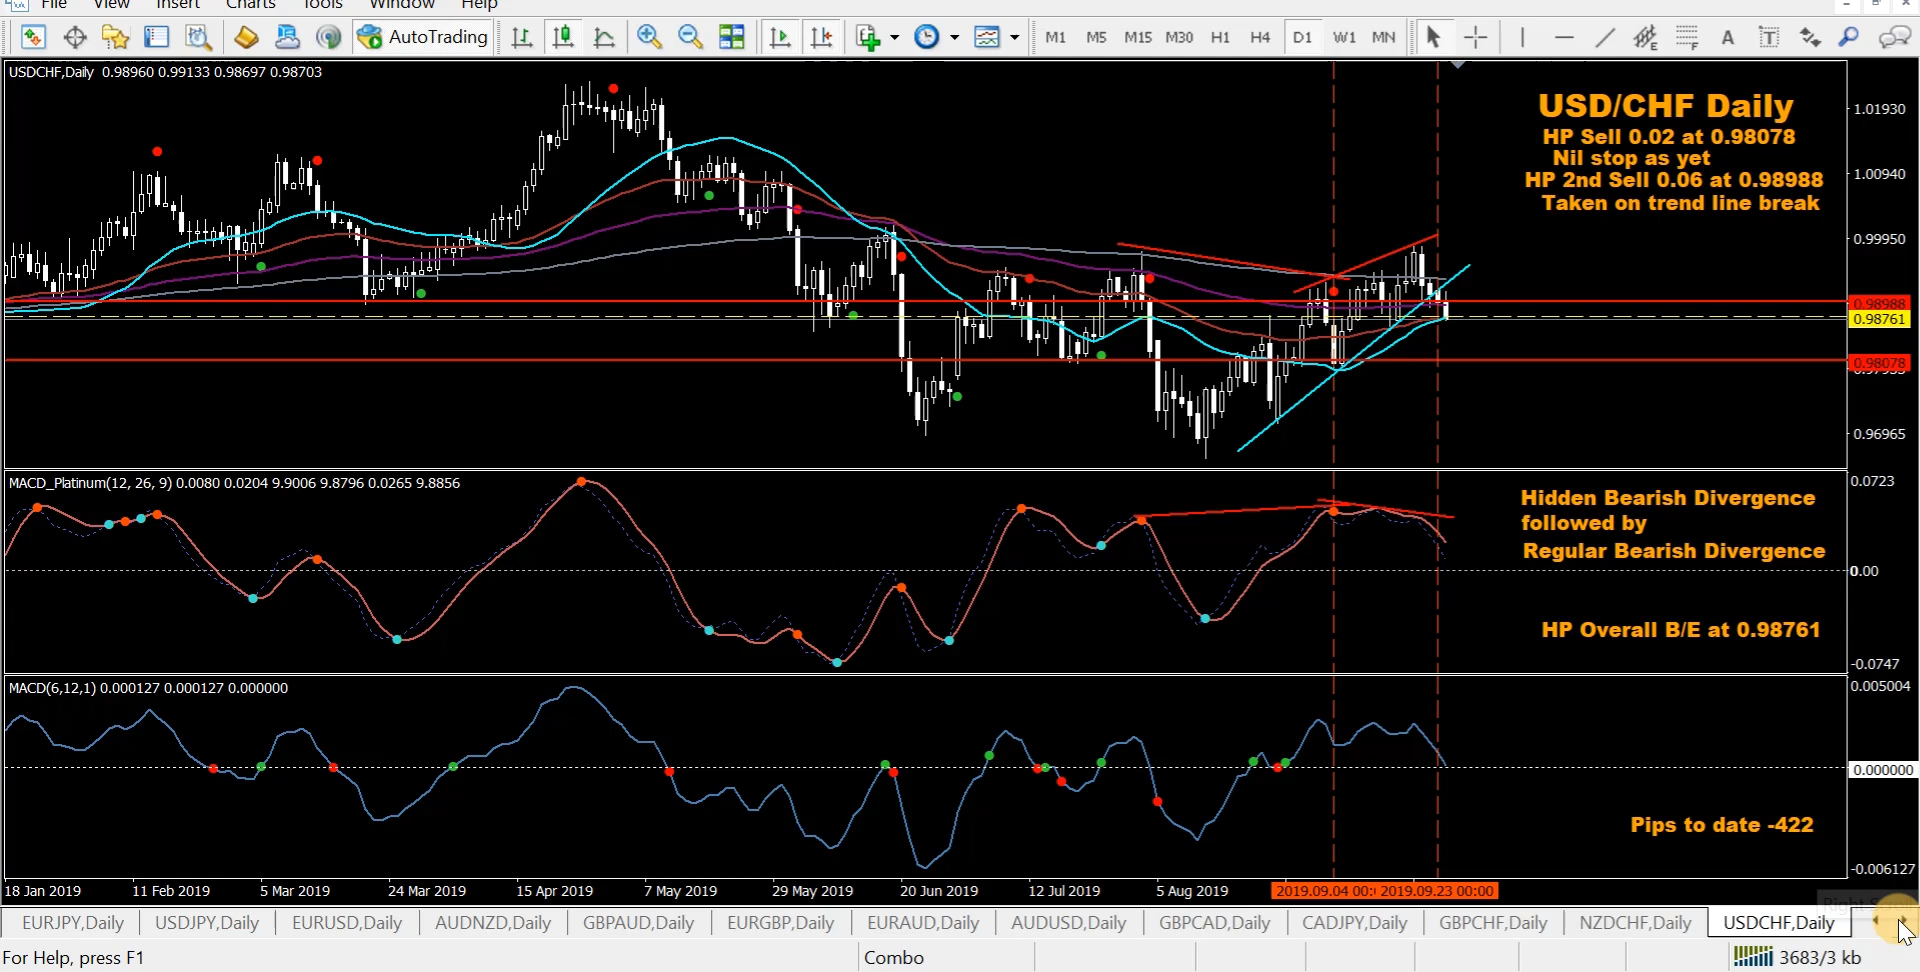 File View Insert Charts Tools Window Help
AutoTrading M1 M5 M15 M30 H1 H4 D1 W1 MN
USDCHF,Daily 0.98960 0.99133 0.98697 0.98703
USD/CHF Daily
HP Sell 0.02 at 0.98078
Nil stop as yet
HP 2nd Sell 0.06 at 0.98988
Taken on trend line break
1.01930
1.00940
0.99950
0.98988
0.98761
0.98078
0.96965
MACD_Platinum(12, 26, 9) 0.0080 0.0204 9.9006 9.8796 0.0265 9.8856
0.0723
Hidden Bearish Divergence
followed by
Regular Bearish Divergence
0.00
HP Overall B/E at 0.98761
-0.0747
MACD(6,12,1) 0.000127 0.000127 0.000000
0.005004
0.000000
Pips to date -422
-0.006127
18 Jan 2019 11 Feb 2019 5 Mar 2019 24 Mar 2019 15 Apr 2019 7 May 2019 29 May 2019 20 Jun 2019 12 Jul 2019 5 Aug 2019 2019.09.04 00:0 2019.09.23 00:00
EURJPY,Daily USDJPY,Daily EURUSD,Daily AUDNZD,Daily GBPAUD,Daily EURGBP,Daily EURAUD,Daily AUDUSD,Daily GBPCAD,Daily CADJPY,Daily GBPCHF,Daily NZDCHF,Daily USDCHF,Daily
For Help, press F1 Combo 3683/3 kb